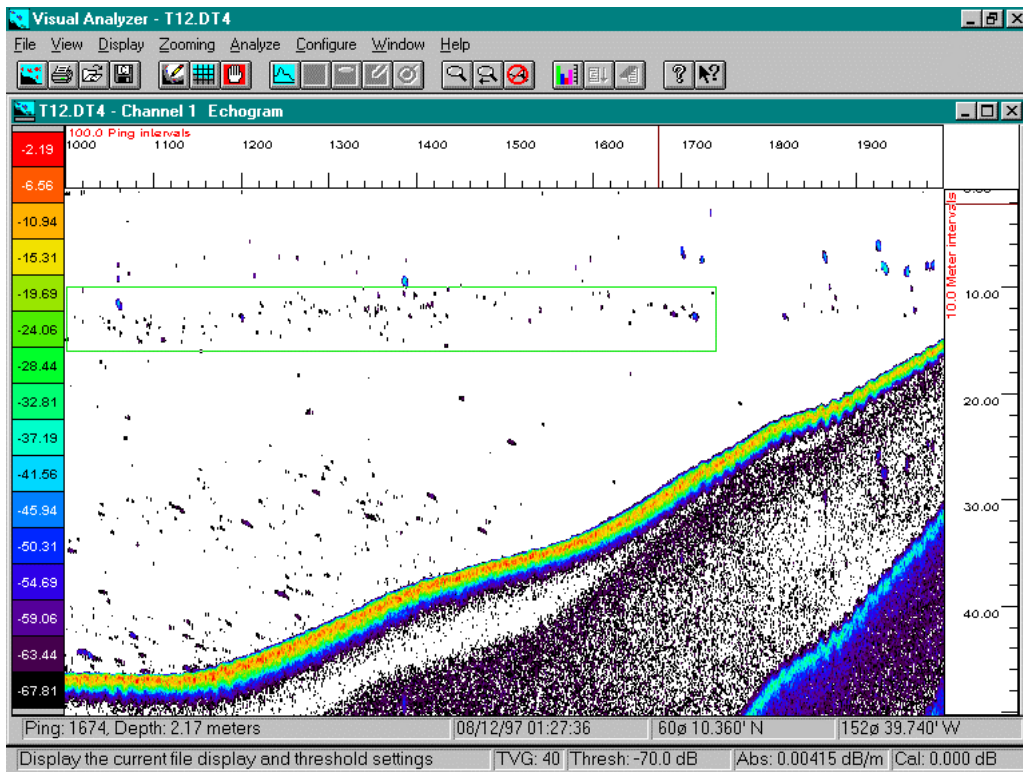 Visual Analyzer - T12.DT4
File View Display Zooming Analyze Configure Window Help
T12.DT4 - Channel 1 Echogram
100.0 Ping intervals
1000 1100 1200 1300 1400 1500 1600 1700 1800 1900
-2.19
-6.56
-10.94
-15.31
-19.69
-24.06
-28.44
-32.81
-37.19
-41.56
-45.94
-50.31
-54.69
-59.06
-63.44
-67.81
10.0 Meter intervals
10.00
20.00
30.00
40.00
Ping: 1674, Depth: 2.17 meters 08/12/97 01:27:36 60ø 10.360' N 152ø 39.740' W
Display the current file display and threshold settings TVG: 40 Thresh: -70.0 dB Abs: 0.00415 dB/m Cal: 0.000 dB